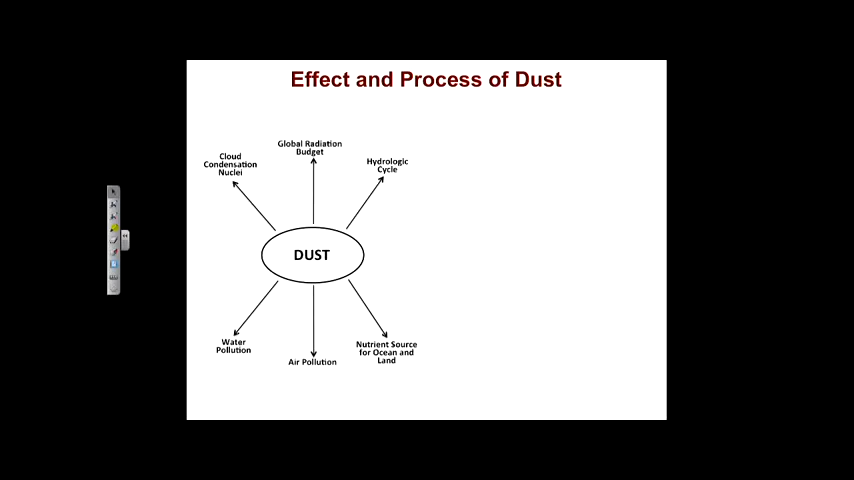 Effect and Process of Dust
Cloud
Condensation
Nuclei
Global Radiation
Budget
Hydrologic
Cycle
DUST
Water
Pollution
Air Pollution
Nutrient Source
for Ocean and
Land